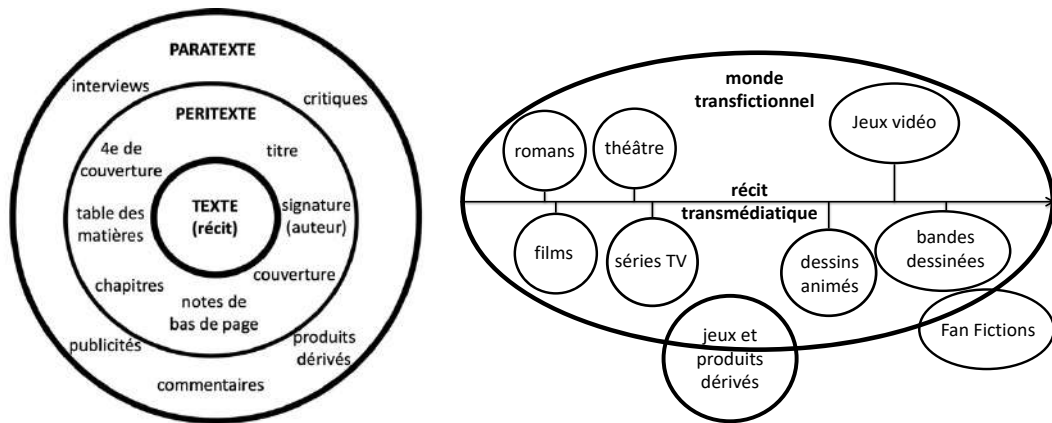 PARATEXTE
interviews
critiques
PERITEXTE
4e de
couverture
titre
TEXTE
(récit)
table des
matières
signature
(auteur)
chapitres
couverture
notes de
bas de page
publicités
produits
dérivés
commentaires
monde
transfictionnel
romans
théâtre
Jeux vidéo
récit
transmédiatique
films
séries TV
dessins
animés
bandes
dessinées
jeux et
produits
dérivés
Fan Fictions